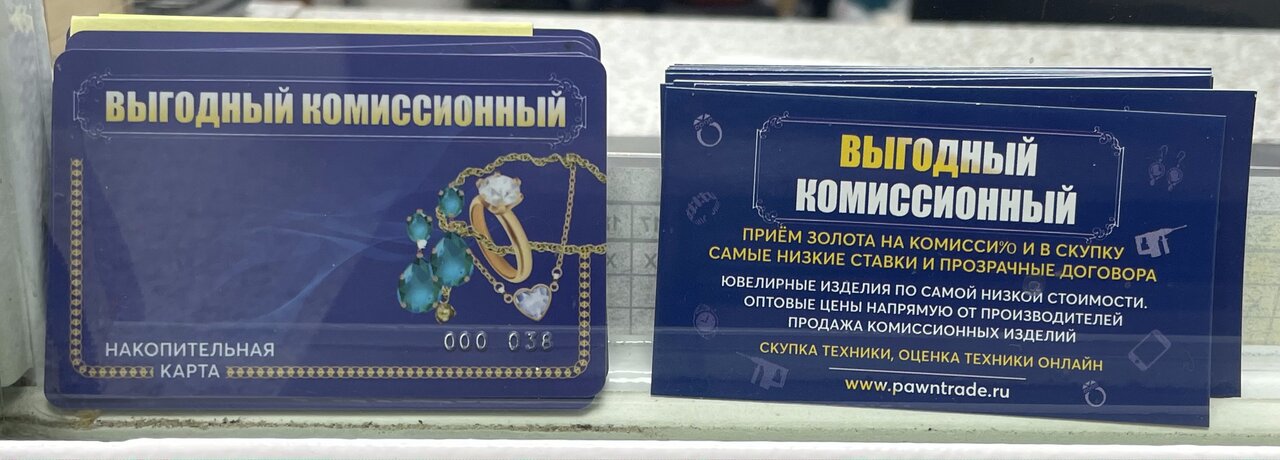 ВЫГОДНЫЙ КОМИССИОННЫЙ
000 038
НАКОПИТЕЛЬНАЯ
КАРТА
ВЫГОДНЫЙ
КОМИССИОННЫЙ
ПРИЁМ ЗОЛОТА НА КОМИССИ% И В СКУПКУ
САМЫЕ НИЗКИЕ СТАВКИ И ПРОЗРАЧНЫЕ ДОГОВОРА
ЮВЕЛИРНЫЕ ИЗДЕЛИЯ ПО САМОЙ НИЗКОЙ СТОИМОСТИ.
ОПТОВЫЕ ЦЕНЫ НАПРЯМУЮ ОТ ПРОИЗВОДИТЕЛЕЙ
ПРОДАЖА КОМИССИОННЫХ ИЗДЕЛИЙ
СКУПКА ТЕХНИКИ, ОЦЕНКА ТЕХНИКИ ОНЛАЙН
www.pawntrade.ru